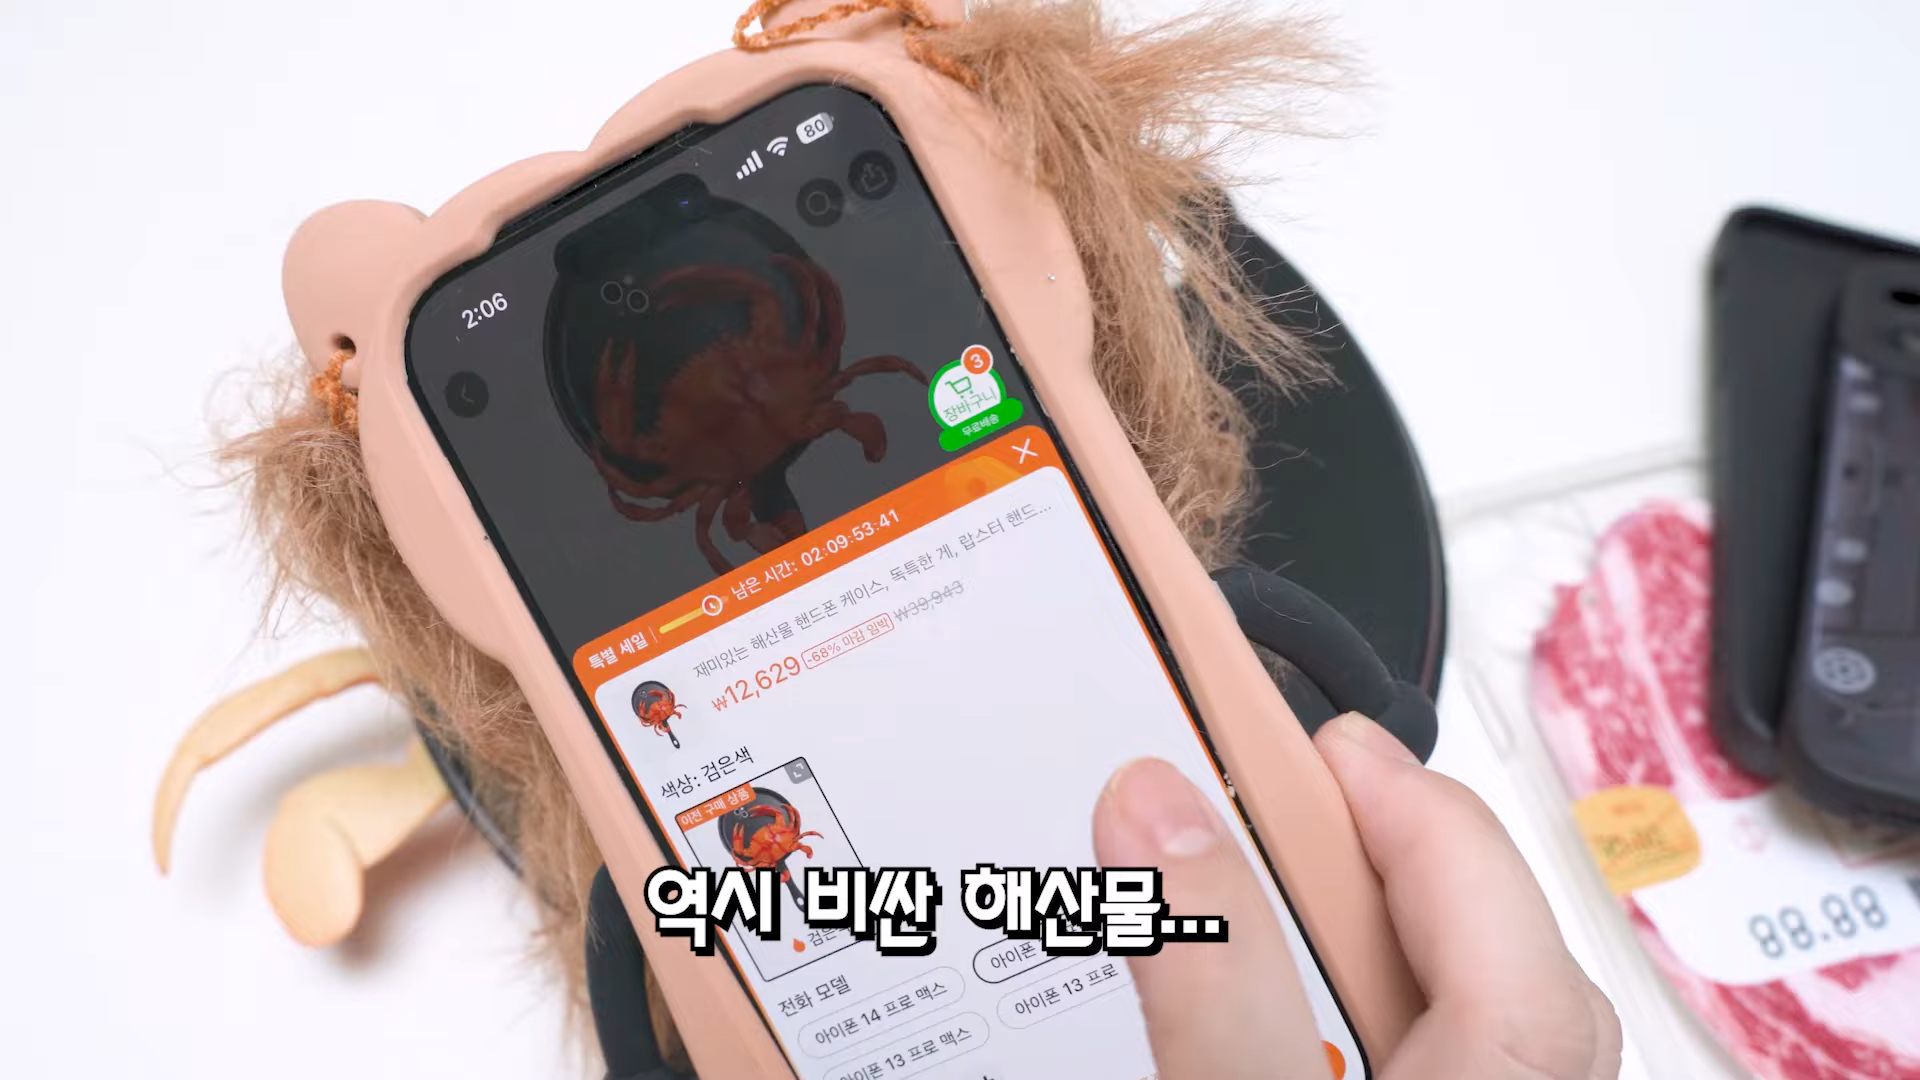 80
2:06
3
장바구니
무료배송
특별 세일
남은 시간: 02:09:53:41
재미있는 해산물 핸드폰 케이스, 독특한 게, 랍스터 핸드...
₩12,629
-68% 마감 임박
₩39,943
색상: 검은색
이전 구매 상품
역시 비싼 해산물...
전화 모델
아이폰 14 프로 맥스
아이폰 13 프로
아이폰 13 프로 맥스
88.88